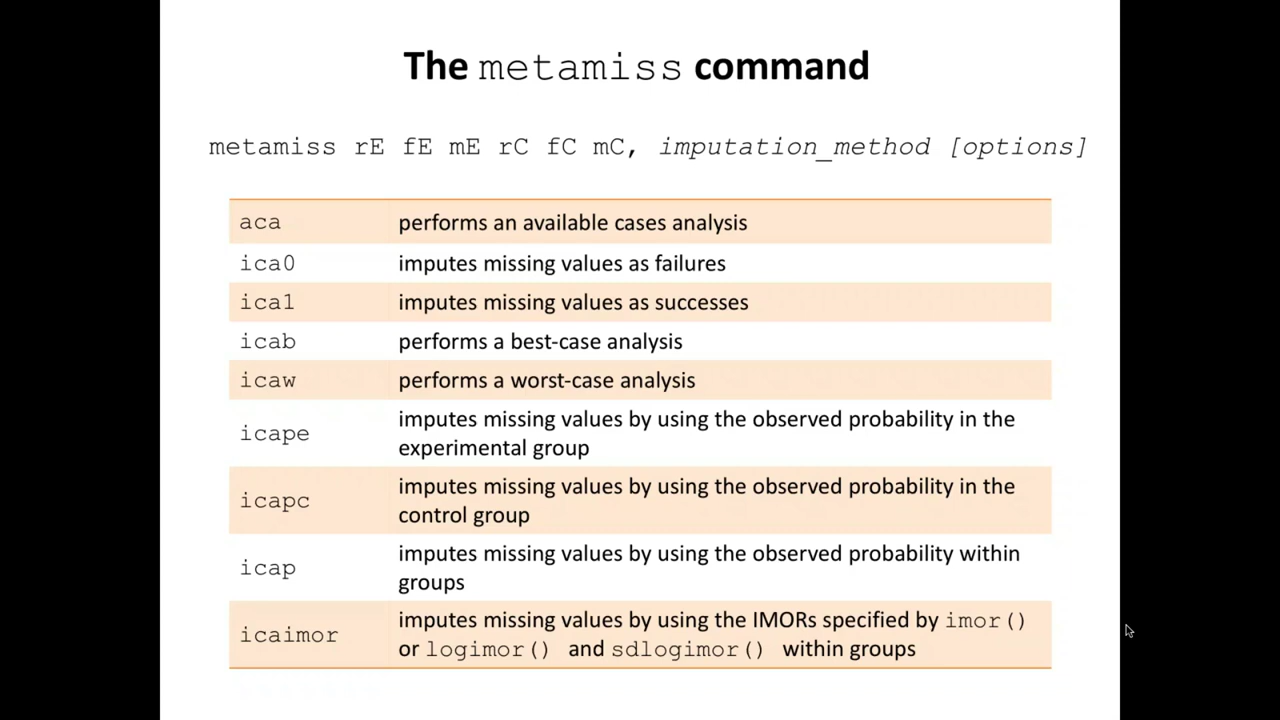 The metamiss command
metamiss rE fE mE rC fC mC, imputation_method [options]
aca performs an available cases analysis
ica0 imputes missing values as failures
ica1 imputes missing values as successes
icab performs a best-case analysis
icaw performs a worst-case analysis
icape imputes missing values by using the observed probability in the
experimental group
icapc imputes missing values by using the observed probability in the
control group
icap imputes missing values by using the observed probability within
groups
icaimor imputes missing values by using the IMORs specified by imor()
or logimor() and sdlogimor() within groups